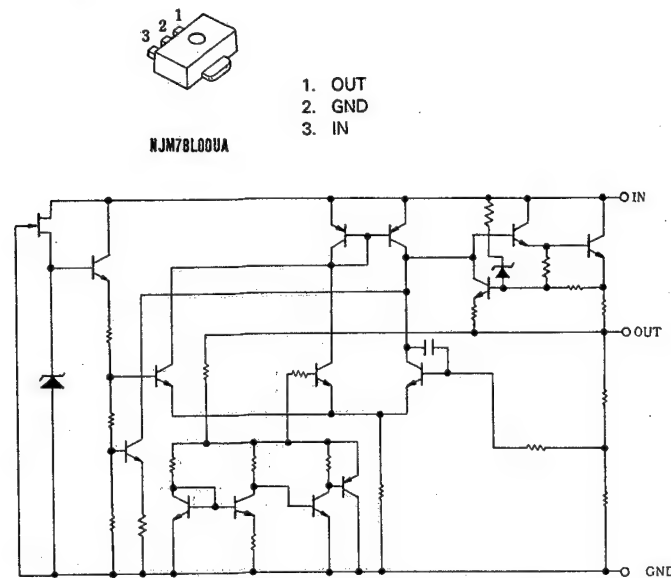 1
2
3
1. OUT
2. GND
3. IN
NJM78L00UA
IN
OUT
GND